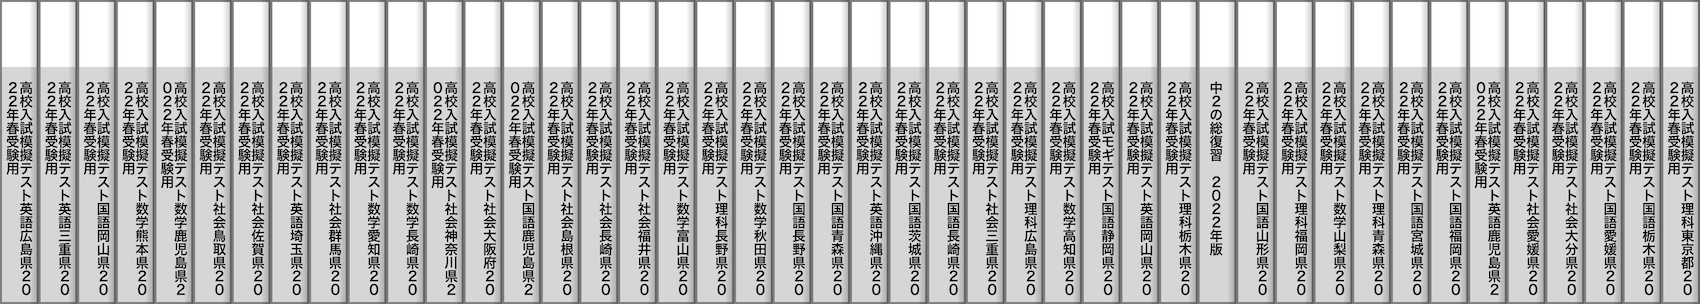 高校入試模擬テスト英語広島県20
22年春受験用
高校入試模擬テスト英語三重県20
22年春受験用
高校入試模擬テスト国語岡山県20
22年春受験用
高校入試模擬テスト数学熊本県20
22年春受験用
高校入試模擬テスト数学鹿児島県2
022年春受験用
高校入試模擬テスト社会鳥取県20
22年春受験用
高校入試模擬テスト社会佐賀県20
22年春受験用
高校入試模擬テスト英語埼玉県20
22年春受験用
高校入試模擬テスト社会群馬県20
22年春受験用
高校入試模擬テスト数学愛知県20
22年春受験用
高校入試模擬テスト数学長崎県20
22年春受験用
高校入試模擬テスト社会神奈川県2
022年春受験用
高校入試模擬テスト社会大阪府20
22年春受験用
高校入試模擬テスト国語鹿児島県2
022年春受験用
高校入試模擬テスト社会島根県20
22年春受験用
高校入試模擬テスト社会長崎県20
22年春受験用
高校入試模擬テスト社会福井県20
22年春受験用
高校入試模擬テスト数学富山県20
22年春受験用
高校入試模擬テスト理科長野県20
22年春受験用
高校入試模擬テスト数学秋田県20
22年春受験用
高校入試模擬テスト国語長野県20
22年春受験用
高校入試模擬テスト国語青森県20
22年春受験用
高校入試模擬テスト英語沖縄県20
22年春受験用
高校入試模擬テスト国語茨城県20
22年春受験用
高校入試模擬テスト国語長崎県20
22年春受験用
高校入試模擬テスト社会三重県20
22年春受験用
高校入試模擬テスト理科広島県20
22年春受験用
高校入試模擬テスト数学高知県20
22年春受験用
高校入試モギテスト国語静岡県20
22年春受験用
高校入試模擬テスト英語岡山県20
22年春受験用
高校入試模擬テスト理科栃木県20
22年春受験用
中2の総復習 2022年版
高校入試模擬テスト国語山形県20
22年春受験用
高校入試模擬テスト理科福岡県20
22年春受験用
高校入試模擬テスト数学山梨県20
22年春受験用
高校入試模擬テスト理科青森県20
22年春受験用
高校入試模擬テスト国語宮城県20
22年春受験用
高校入試模擬テスト国語福岡県20
22年春受験用
高校入試模擬テスト英語鹿児島県2
022年春受験用
高校入試模擬テスト社会愛媛県20
22年春受験用
高校入試模擬テスト社会大分県20
22年春受験用
高校入試模擬テスト国語愛媛県20
22年春受験用
高校入試模擬テスト国語栃木県20
22年春受験用
高校入試模擬テスト理科東京都20
22年春受験用